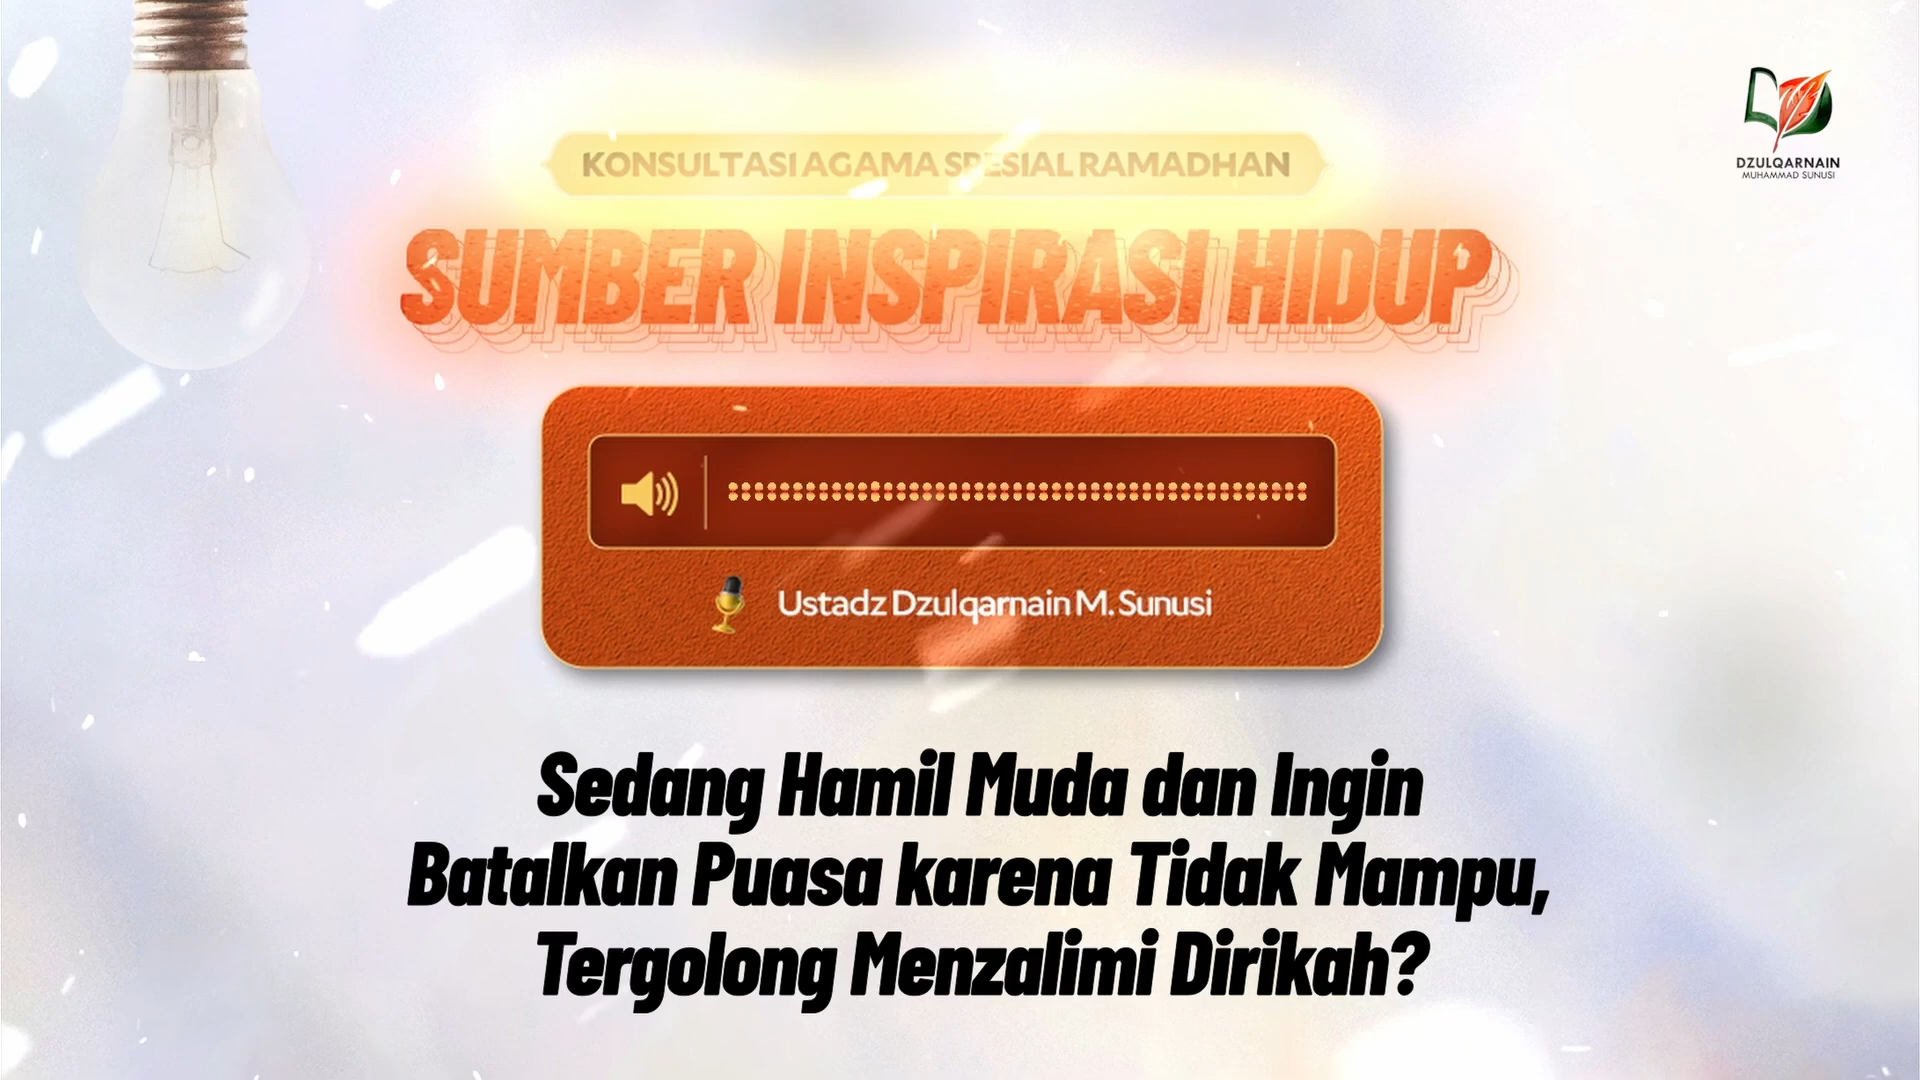 KONSULTASI AGAMA SPESIAL RAMADHAN
SUMBER INSPIRASI HIDUP
DZULQARNAIN
MUHAMMAD SUNUSI
Ustadz Dzulqarnain M. Sunusi
Sedang Hamil Muda dan Ingin
Batalkan Puasa karena Tidak Mampu,
Tergolong Menzalimi Dirikah?